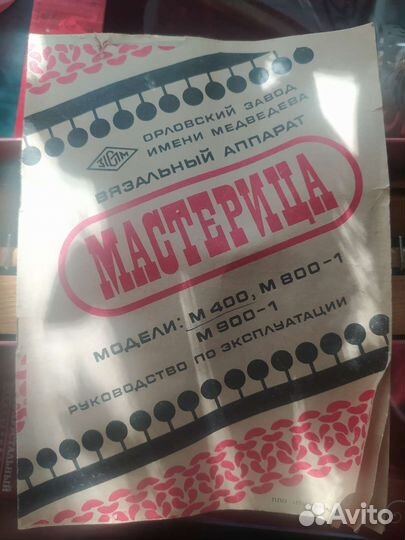 ОРЛОВСКИЙ ЗАВОД
ИМЕНИ МЕДВЕДЕВА
ВЯЗАЛЬНЫЙ АППАРАТ
МАСТЕРИЦА
МОДЕЛИ: М 400, М 800-1
М 900-1
РУКОВОДСТВО ПО ЭКСПЛУАТАЦИИ
Avito